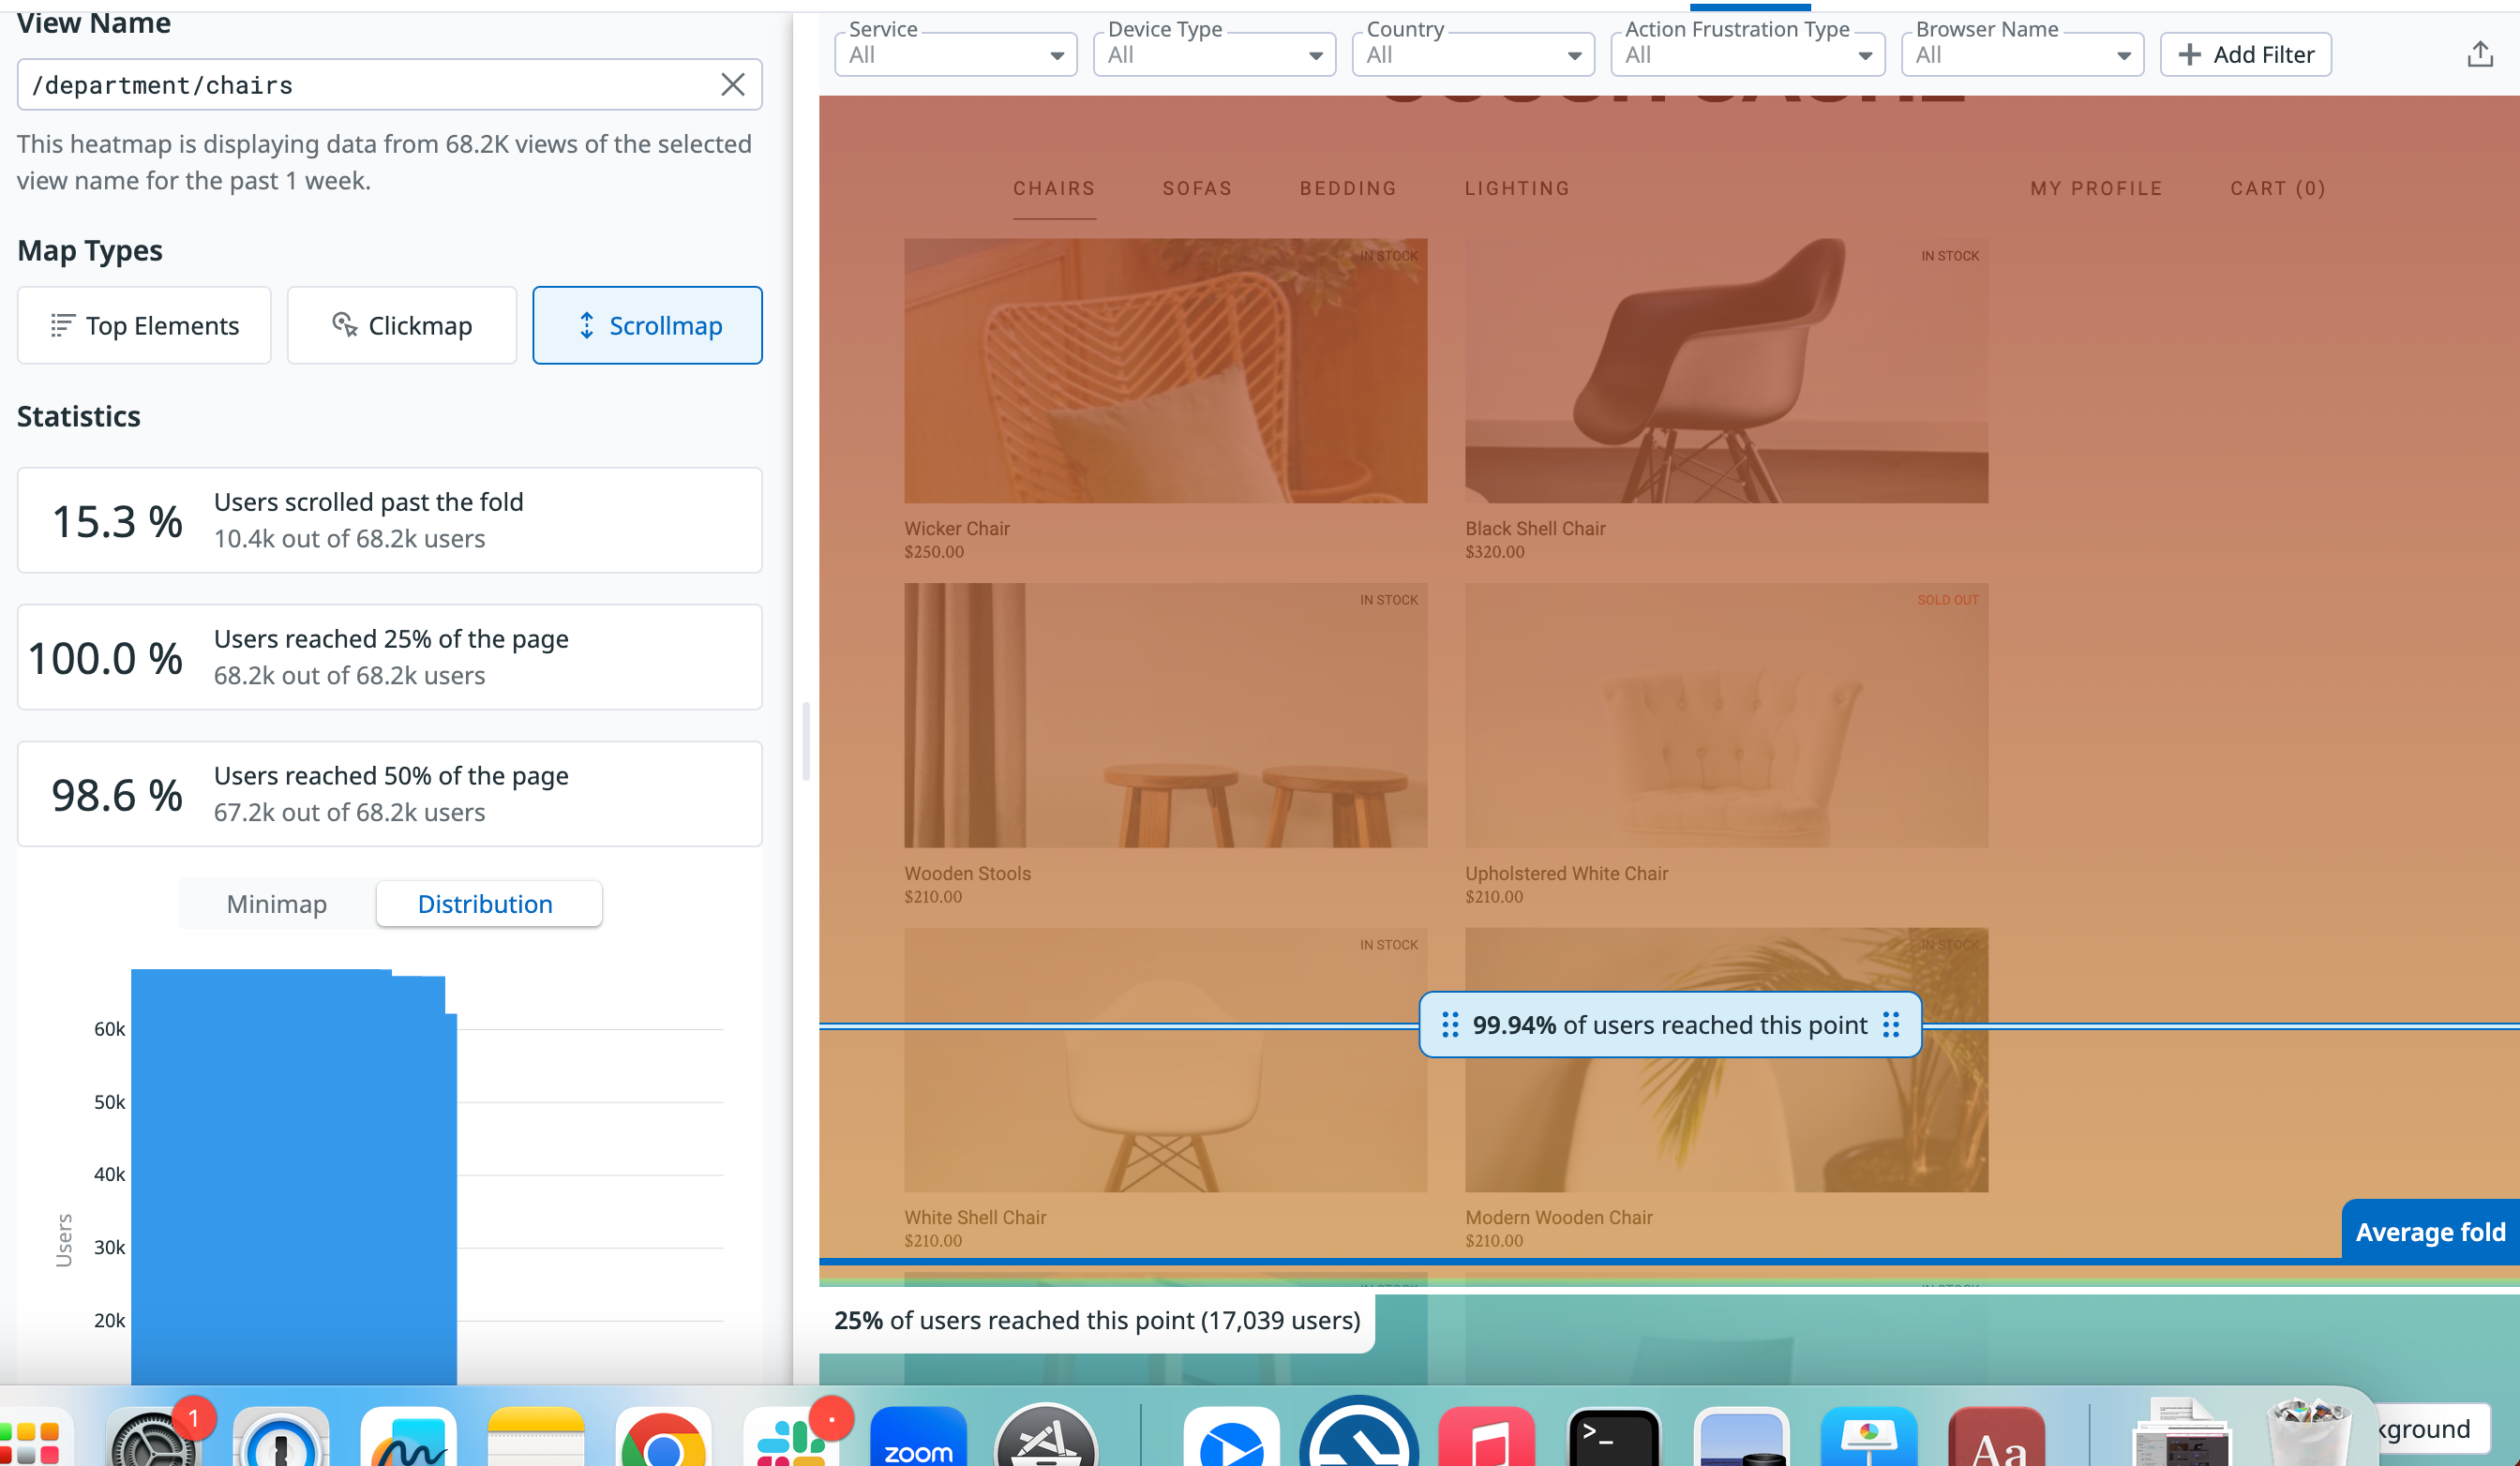 View Name
/department/chairs
This heatmap is displaying data from 68.2K views of the selected
view name for the past 1 week.
Map Types
Top Elements
Clickmap
Scrollmap
Statistics
15.3 %
Users scrolled past the fold
10.4k out of 68.2k users
100.0 %
Users reached 25% of the page
68.2k out of 68.2k users
98.6 %
Users reached 50% of the page
67.2k out of 68.2k users
Minimap
Distribution
60k
50k
40k
30k
20k
Users
Service
All
Device Type
All
Country
All
Action Frustration Type
All
Browser Name
All
Add Filter
CHAIRS
SOFAS
BEDDING
LIGHTING
MY PROFILE
CART (0)
IN STOCK
IN STOCK
Wicker Chair
$250.00
Black Shell Chair
$320.00
IN STOCK
SOLD OUT
Wooden Stools
$210.00
Upholstered White Chair
$210.00
IN STOCK
IN STOCK
99.94% of users reached this point
White Shell Chair
$210.00
Modern Wooden Chair
$210.00
Average fold
25% of users reached this point (17,039 users)
kground
1
zoom
>_
Aa